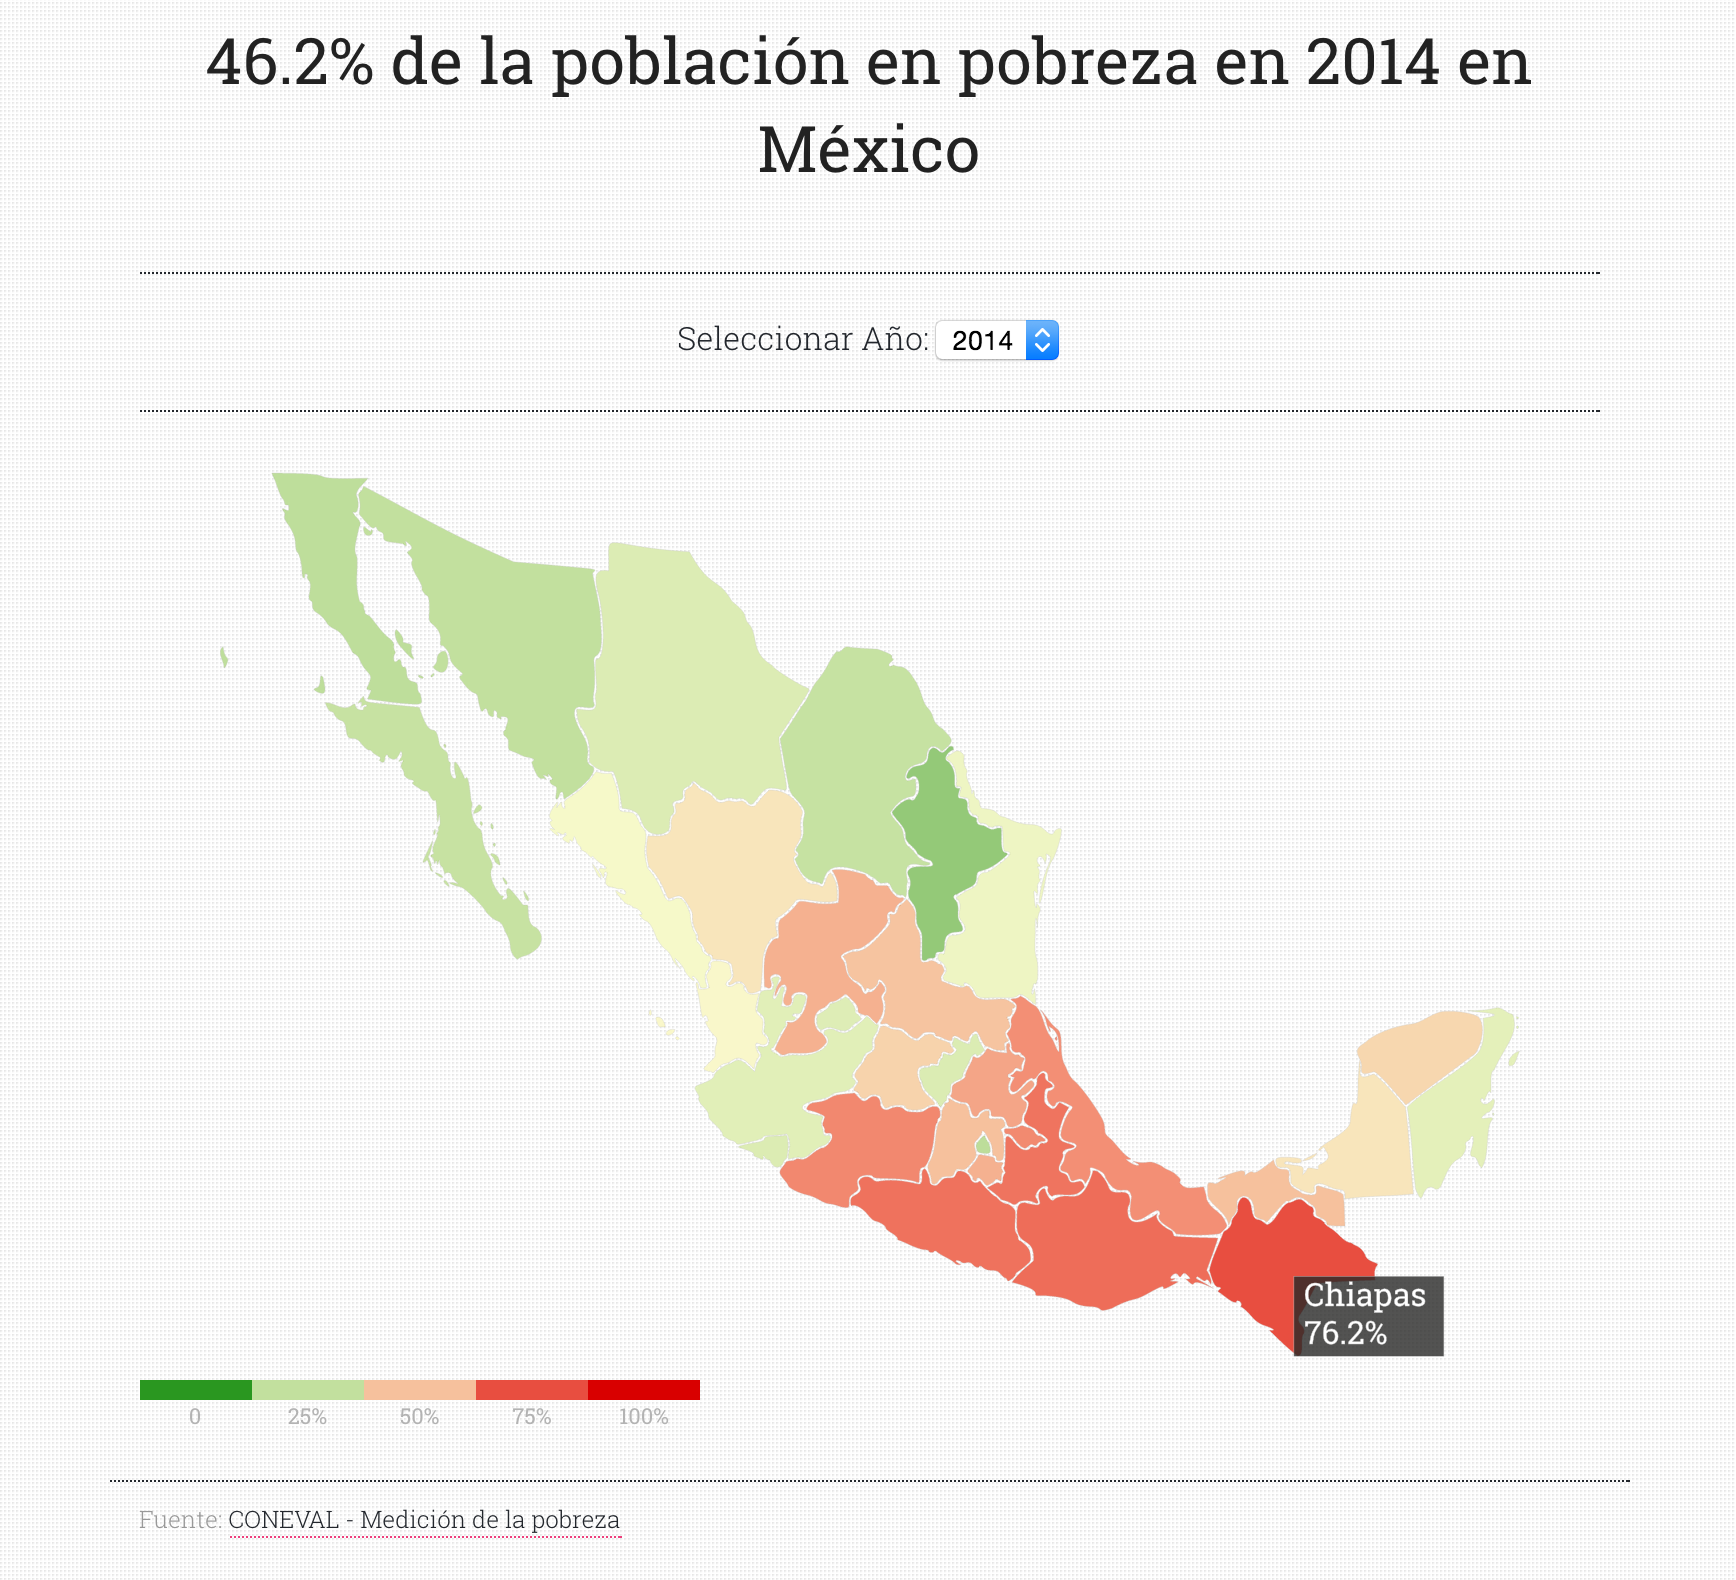 46.2% de la población en pobreza en 2014 en
México
Seleccionar Año: 2014
Chiapas
76.2%
0 25% 50% 75% 100%
Fuente: CONEVAL - Medición de la pobreza